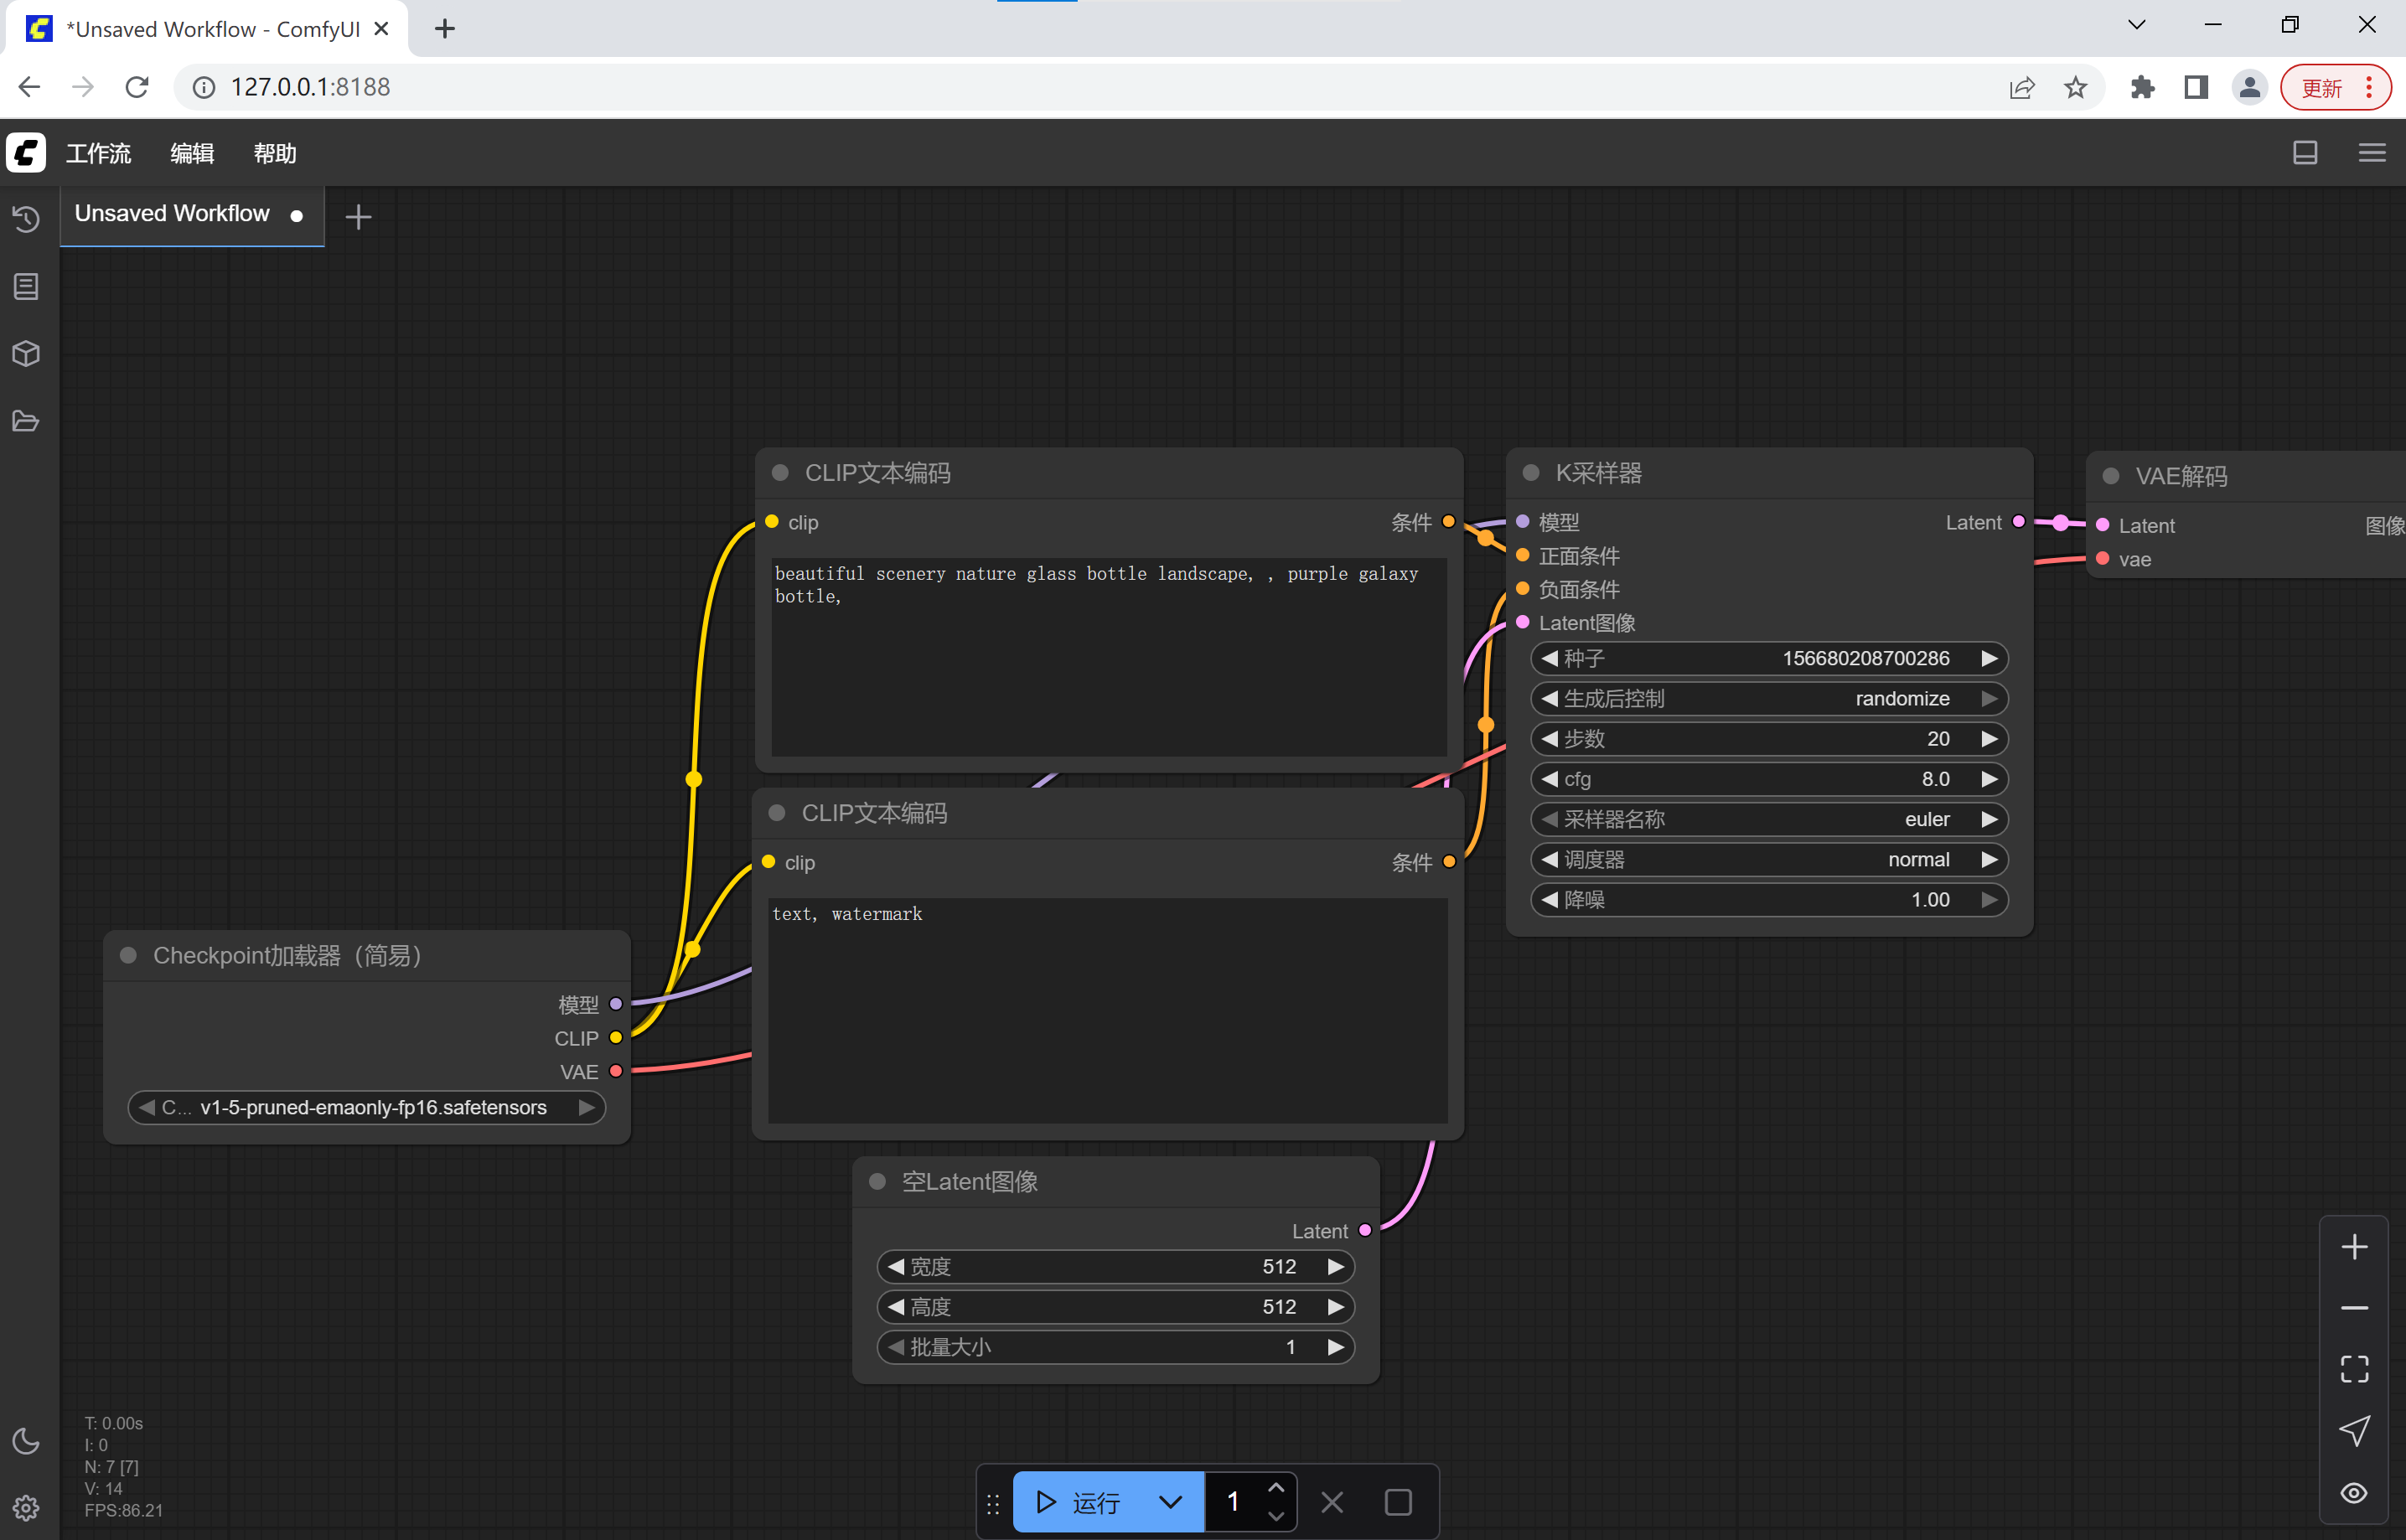 *Unsaved Workflow - ComfyUI
127.0.0.1:8188
更新
工作流 编辑 帮助
Unsaved Workflow
CLIP文本编码
clip 条件
beautiful scenery nature glass bottle landscape, , purple galaxy
bottle,
CLIP文本编码
clip 条件
text, watermark
Checkpoint加载器（简易）
模型
CLIP
VAE
C... v1-5-pruned-emaonly-fp16.safetensors
空Latent图像
Latent
宽度 512
高度 512
批量大小 1
K采样器
模型 Latent
正面条件
负面条件
Latent图像
种子 156680208700286
生成后控制 randomize
步数 20
cfg 8.0
采样器名称 euler
调度器 normal
降噪 1.00
VAE解码
Latent 图像
vae
T: 0.00s
I: 0
N: 7 [7]
V: 14
FPS:86.21
运行 1